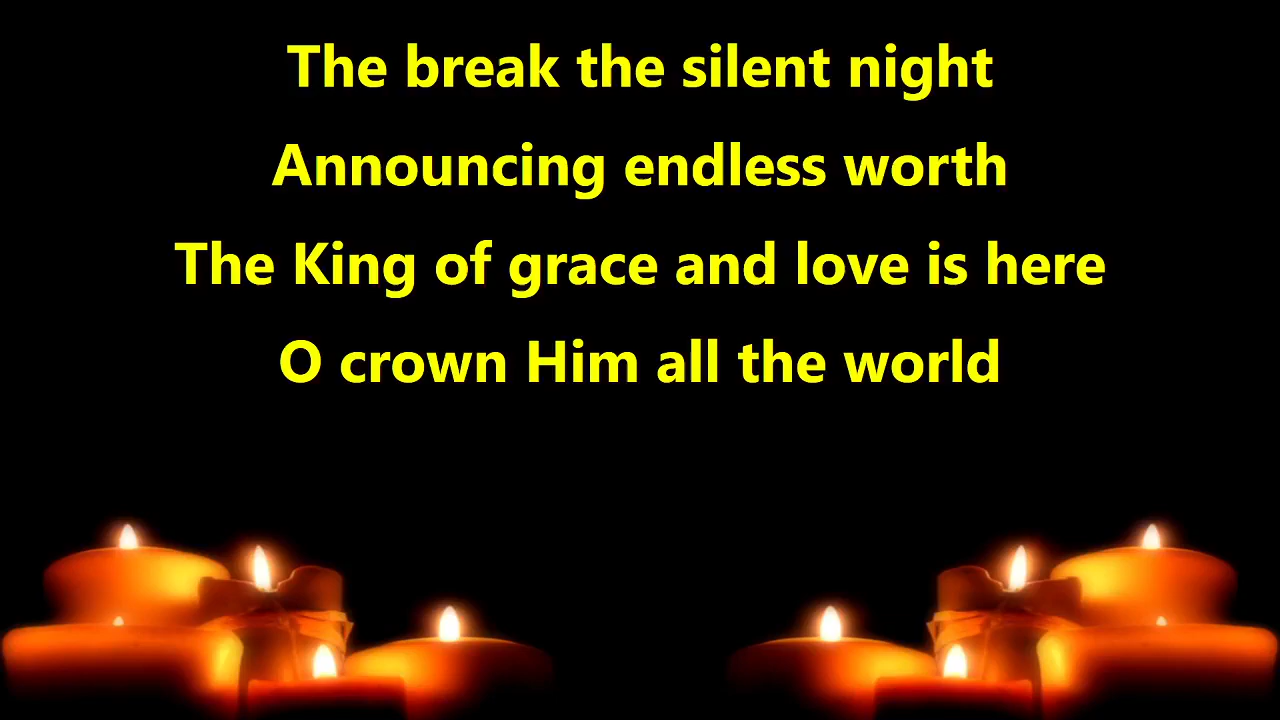 The break the silent night
Announcing endless worth
The King of grace and love is here
O crown Him all the world